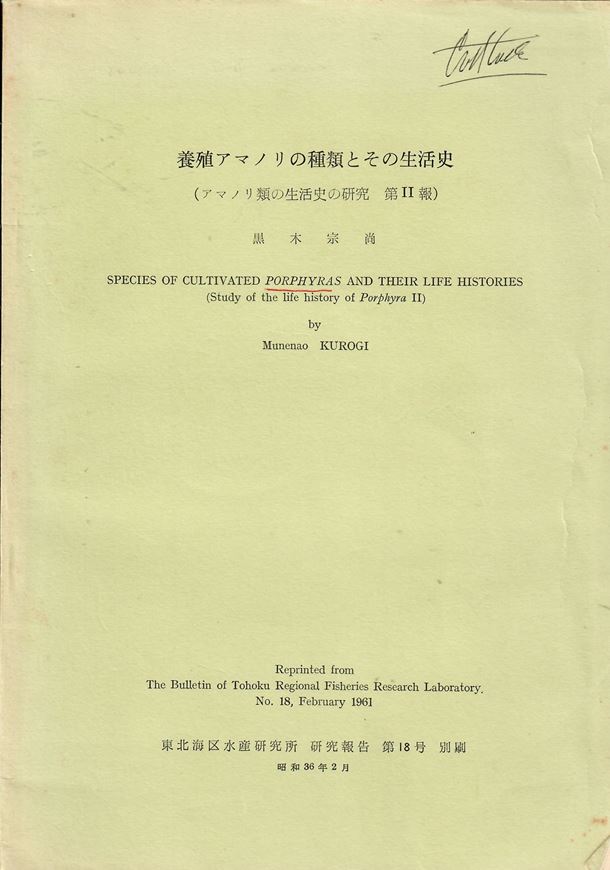 Culture
養殖アマノリの種類とその生活史
(アマノリ類の生活史の研究 第II報)
黒木宗尚
SPECIES OF CULTIVATED PORPHYRAS AND THEIR LIFE HISTORIES
(Study of the life history of Porphyra II)
by
Munenao KUROGI
Reprinted from
The Bulletin of Tohoku Regional Fisheries Research Laboratory.
No. 18, February 1961
東北海区水産研究所 研究報告 第18号 別刷
昭和36年2月